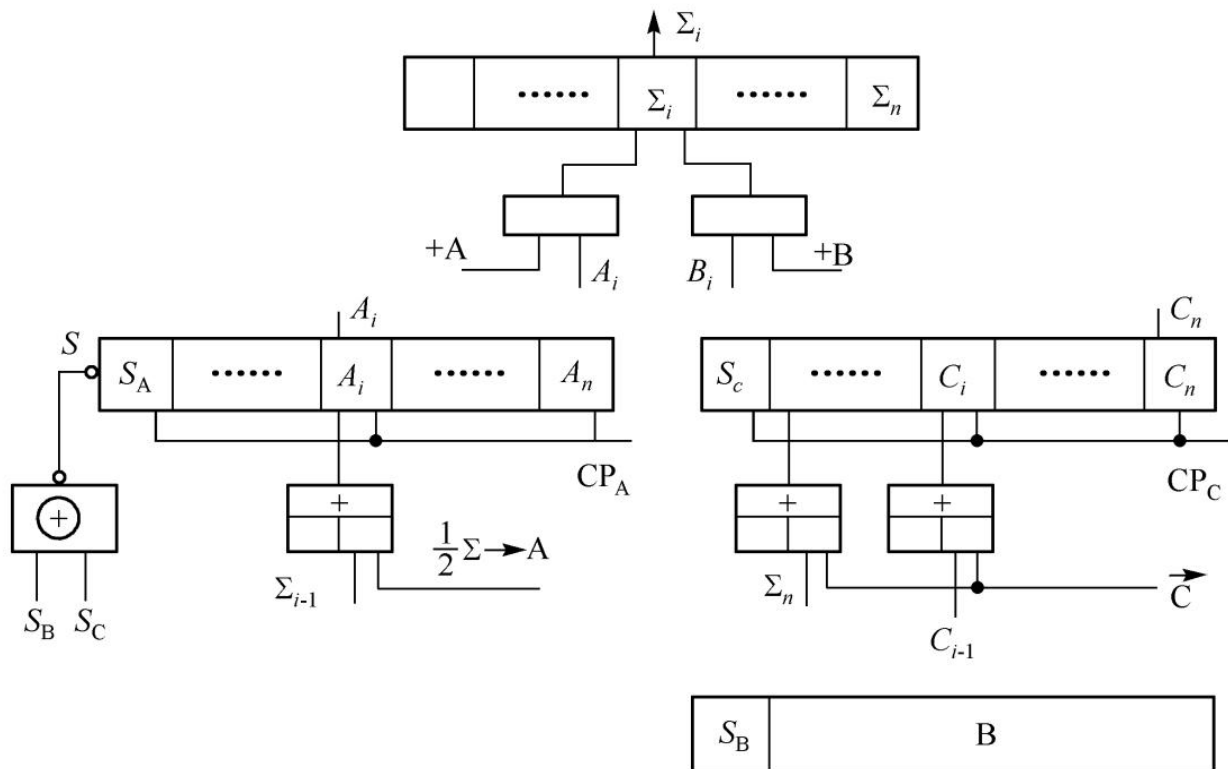 Σi
...... Σi ...... Σn
+A Ai Bi +B
Ai Cn
S SA ...... Ai ...... An Sc ...... Ci ...... Cn
CPA CPC
+ + + +
1/2 Σ→A
Σi-1 Σn C→
SB SC Ci-1
SB B